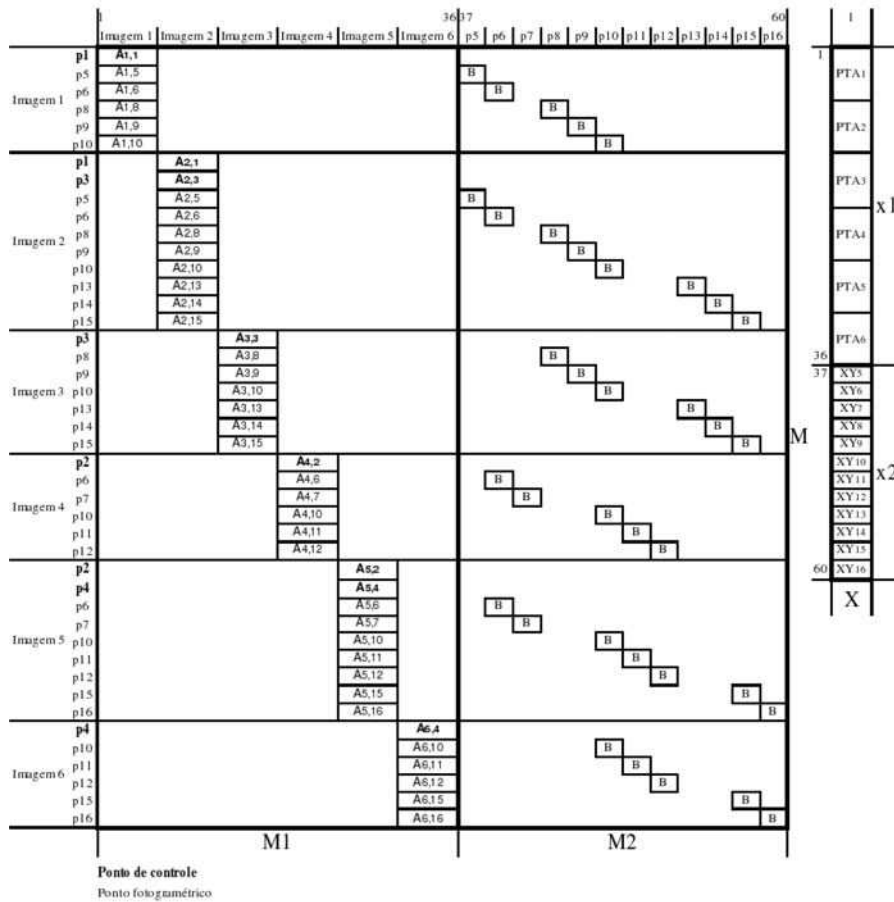 1 36 37 60 1
Imagem 1 Imagem 2 Imagem 3 Imagem 4 Imagem 5 Imagem 6 p5 p6 p7 p8 p9 p10 p11 p12 p13 p14 p15 p16
p1 A1,1 1
p5 A1,5 B PTA1
p6 A1,6 B
Imagem 1 p8 A1,8 B
p9 A1,9 B PTA2
p10 A1,10 B
p1 A2,1
p3 A2,3 PTA3
p5 A2,5 B x1
p6 A2,6 B
Imagem 2 p8 A2,8 B PTA4
p9 A2,9 B
p10 A2,10 B
p13 A2,13 B PTA5
p14 A2,14 B
p15 A2,15 B
p3 A3,3 PTA6
p8 A3,8 B 36
p9 A3,9 B 37 XY5
Imagem 3 p10 A3,10 B XY6
p13 A3,13 B XY7
p14 A3,14 B M XY8
p15 A3,15 B XY9
p2 A4,2 XY10
p6 A4,6 B XY11 x2
Imagem 4 p7 A4,7 B XY12
p10 A4,10 B XY13
p11 A4,11 B XY14
p12 A4,12 B XY15
p2 A5,2 60 XY16
p4 A5,4
p6 A5,6 B X
p7 A5,7 B
Imagem 5 p10 A5,10 B
p11 A5,11 B
p12 A5,12 B
p15 A5,15 B
p16 A5,16 B
p4 A6,4
p10 A6,10 B
p11 A6,11 B
Imagem 6 p12 A6,12 B
p15 A6,15 B
p16 A6,16 B
M1 M2
Ponto de controle
Ponto fotogramétrico